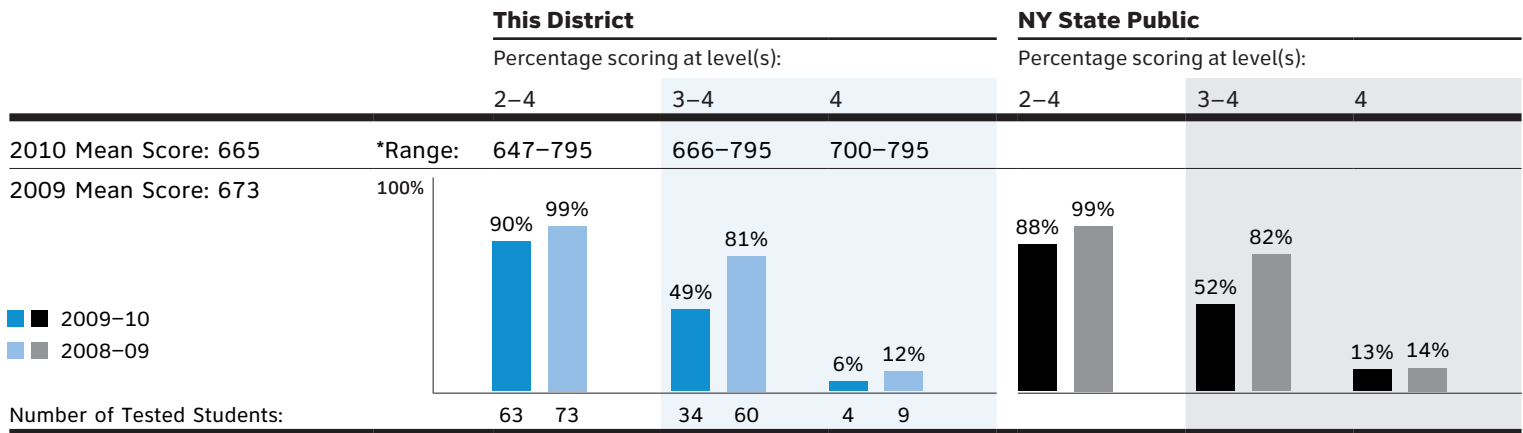 This District NY State Public
Percentage scoring at level(s): Percentage scoring at level(s):
2–4 3–4 4 2–4 3–4 4
2010 Mean Score: 665 *Range: 647–795 666–795 700–795
2009 Mean Score: 673 100%
90% 99% 49% 81% 6% 12% 88% 99% 52% 82% 13% 14%
2009–10
2008–09
Number of Tested Students: 63 73 34 60 4 9